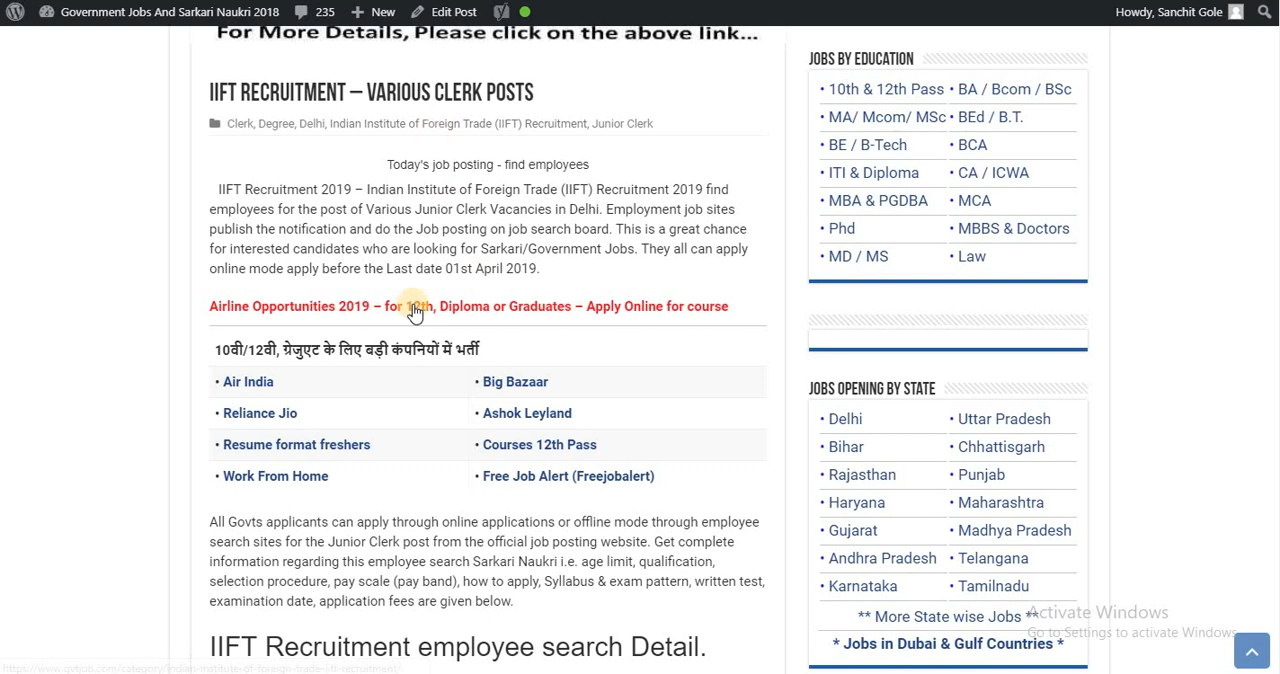 Government Jobs And Sarkari Naukri 2018 235 New Edit Post Howdy, Sanchit Gole
For More Details, Please click on the above link...
IIFT RECRUITMENT – VARIOUS CLERK POSTS
Clerk, Degree, Delhi, Indian Institute of Foreign Trade (IIFT) Recruitment, Junior Clerk
Today's job posting - find employees
IIFT Recruitment 2019 – Indian Institute of Foreign Trade (IIFT) Recruitment 2019 find
employees for the post of Various Junior Clerk Vacancies in Delhi. Employment job sites
publish the notification and do the Job posting on job search board. This is a great chance
for interested candidates who are looking for Sarkari/Government Jobs. They all can apply
online mode apply before the Last date 01st April 2019.
Airline Opportunities 2019 – for 12th, Diploma or Graduates – Apply Online for course
10वी/12वी, ग्रेजुएट के लिए बड़ी कंपनियों में भर्ती
• Air India • Big Bazaar
• Reliance Jio • Ashok Leyland
• Resume format freshers • Courses 12th Pass
• Work From Home • Free Job Alert (Freejobalert)
All Govts applicants can apply through online applications or offline mode through employee
search sites for the Junior Clerk post from the official job posting website. Get complete
information regarding this employee search Sarkari Naukri i.e. age limit, qualification,
selection procedure, pay scale (pay band), how to apply, Syllabus & exam pattern, written test,
examination date, application fees are given below.
IIFT Recruitment employee search Detail.
https://www.govtjob.com/category/indian-institute-of-foreign-trade-iift-recruitment/
JOBS BY EDUCATION
• 10th & 12th Pass • BA / Bcom / BSc
• MA/ Mcom/ MSc • BEd / B.T.
• BE / B-Tech • BCA
• ITI & Diploma • CA / ICWA
• MBA & PGDBA • MCA
• Phd • MBBS & Doctors
• MD / MS • Law
JOBS OPENING BY STATE
• Delhi • Uttar Pradesh
• Bihar • Chhattisgarh
• Rajasthan • Punjab
• Haryana • Maharashtra
• Gujarat • Madhya Pradesh
• Andhra Pradesh • Telangana
• Karnataka • Tamilnadu
** More State wise Jobs **
* Jobs in Dubai & Gulf Countries *
Activate Windows
Go to Settings to activate Windows.